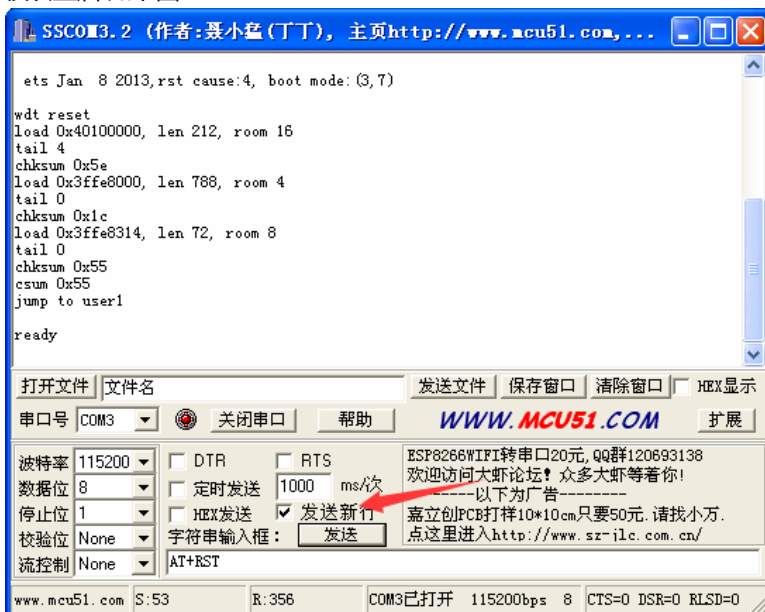 SSCOM3.2 (作者:聂小猛(丁丁), 主页http://www.mcu51.com,...
ets Jan  8 2013,rst cause:4, boot mode:(3,7)
wdt reset
load 0x40100000, len 212, room 16
tail 4
chksum 0x5e
load 0x3ffe8000, len 788, room 4
tail 0
chksum 0x1c
load 0x3ffe8314, len 72, room 8
tail 0
chksum 0x55
csum 0x55
jump to user1
ready
打开文件 文件名 发送文件 保存窗口 清除窗口 HEX显示
串口号 COM3 关闭串口 帮助 WWW.MCU51.COM 扩展
波特率 115200 DTR RTS
数据位 8 定时发送 1000 ms/次
停止位 1 HEX发送 发送新行
校验位 None 字符串输入框: 发送
流控制 None AT+RST
ESP8266WIFI转串口20元,QQ群120693138
欢迎访问大虾论坛! 众多大虾等着你!
-----以下为广告--------
嘉立创PCB打样10*10cm只要50元.请找小万.
点这里进入http://www.sz-jlc.com.cn/
www.mcu51.com S:53 R:356 COM3已打开 115200bps 8 CTS=0 DSR=0 RLSD=0